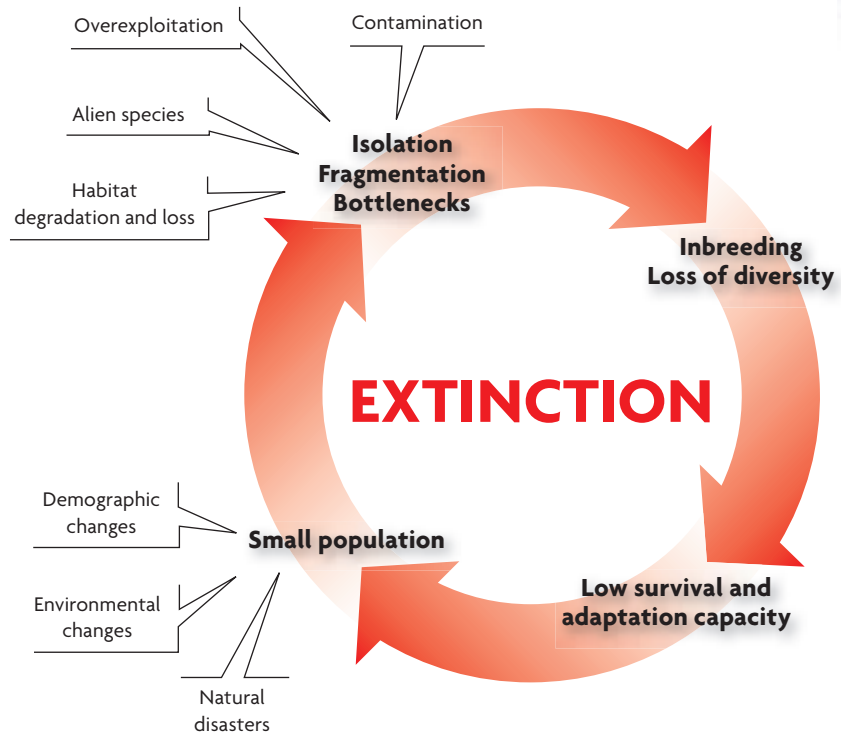 Overexploitation
Contamination
Alien species
Habitat
degradation and loss
Isolation
Fragmentation
Bottlenecks
Inbreeding
Loss of diversity
EXTINCTION
Demographic
changes
Small population
Environmental
changes
Natural
disasters
Low survival and
adaptation capacity